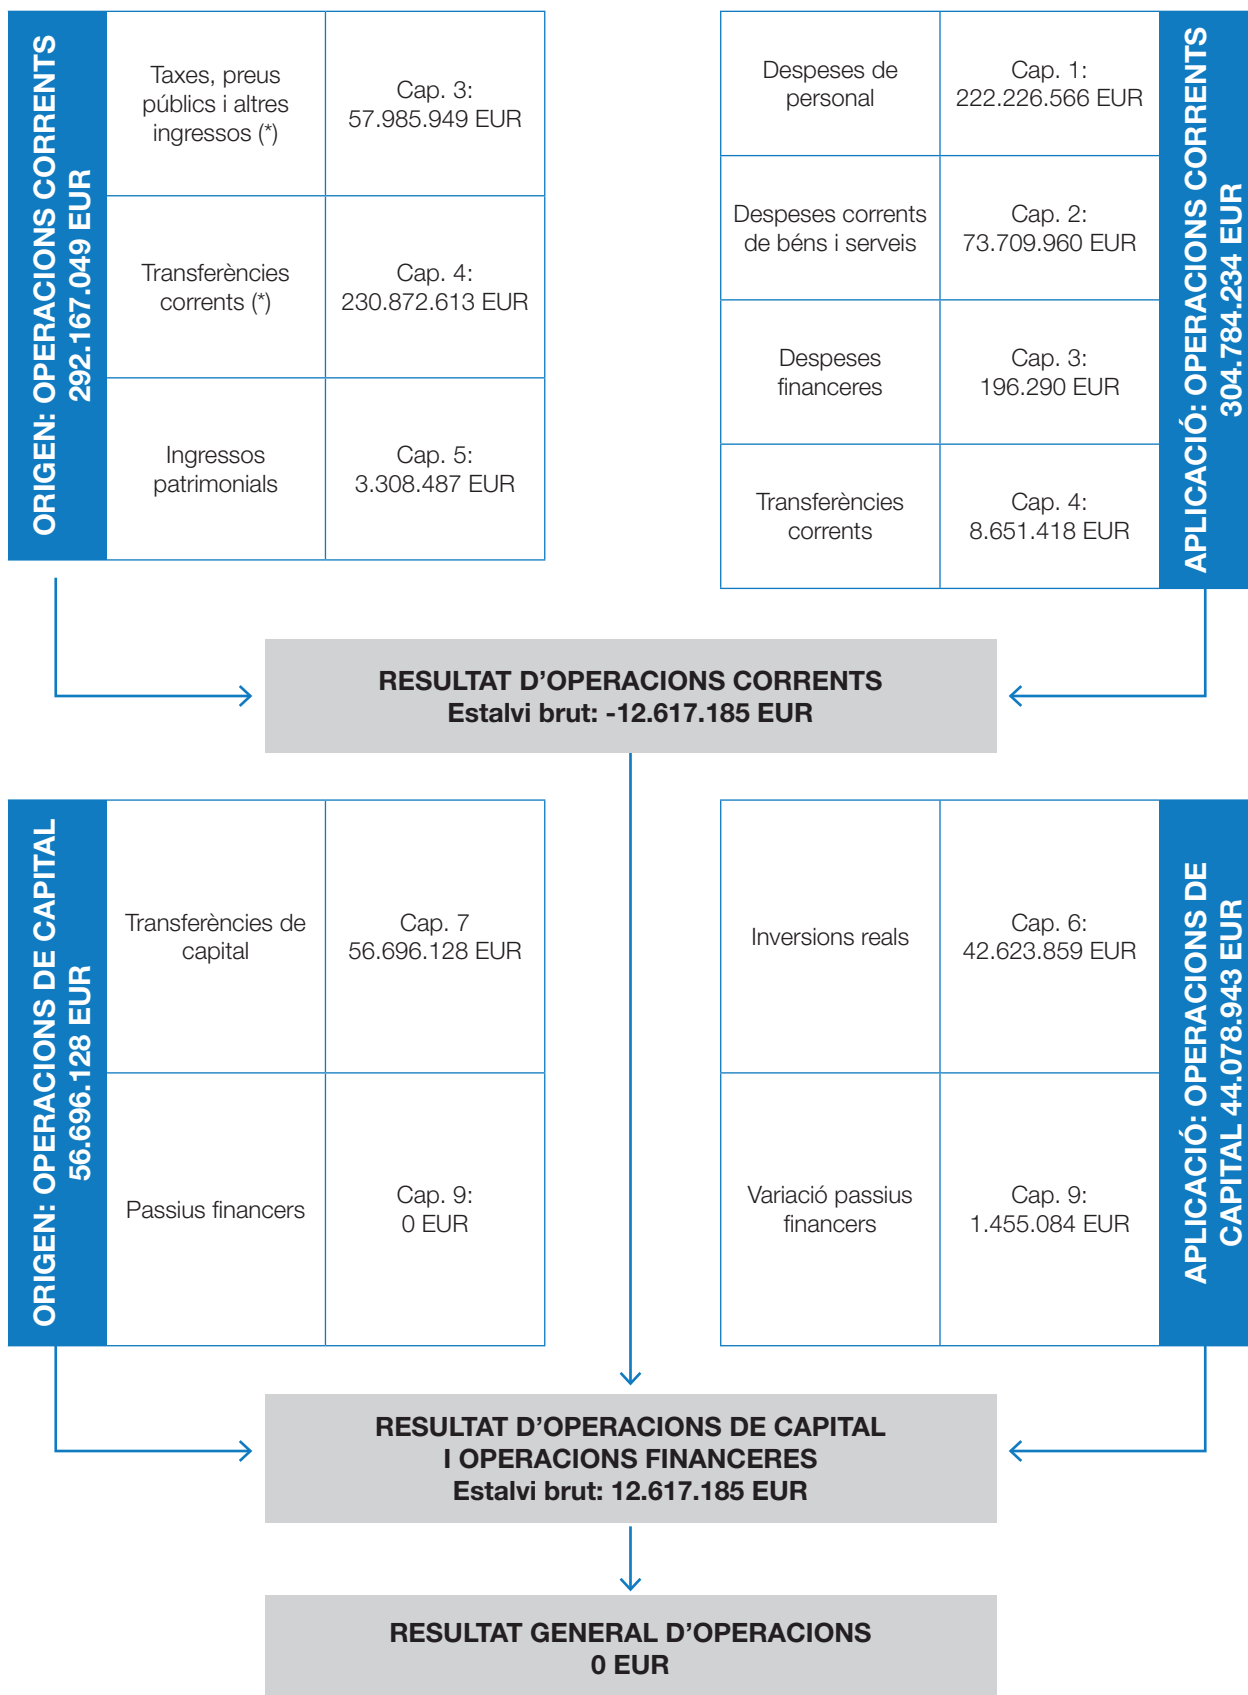 ORIGEN: OPERACIONS CORRENTS
292.167.049 EUR
Taxes, preus
públics i altres
ingressos (*)
Cap. 3:
57.985.949 EUR
Transferències
corrents (*)
Cap. 4:
230.872.613 EUR
Ingressos
patrimonials
Cap. 5:
3.308.487 EUR
Despeses de
personal
Cap. 1:
222.226.566 EUR
Despeses corrents
de béns i serveis
Cap. 2:
73.709.960 EUR
Despeses
financeres
Cap. 3:
196.290 EUR
Transferències
corrents
Cap. 4:
8.651.418 EUR
APLICACIÓ: OPERACIONS CORRENTS
304.784.234 EUR
RESULTAT D’OPERACIONS CORRENTS
Estalvi brut: -12.617.185 EUR
ORIGEN: OPERACIONS DE CAPITAL
56.696.128 EUR
Transferències de
capital
Cap. 7
56.696.128 EUR
Passius financers
Cap. 9:
0 EUR
Inversions reals
Cap. 6:
42.623.859 EUR
Variació passius
financers
Cap. 9:
1.455.084 EUR
APLICACIÓ: OPERACIONS DE
CAPITAL 44.078.943 EUR
RESULTAT D’OPERACIONS DE CAPITAL
I OPERACIONS FINANCERES
Estalvi brut: 12.617.185 EUR
RESULTAT GENERAL D’OPERACIONS
0 EUR